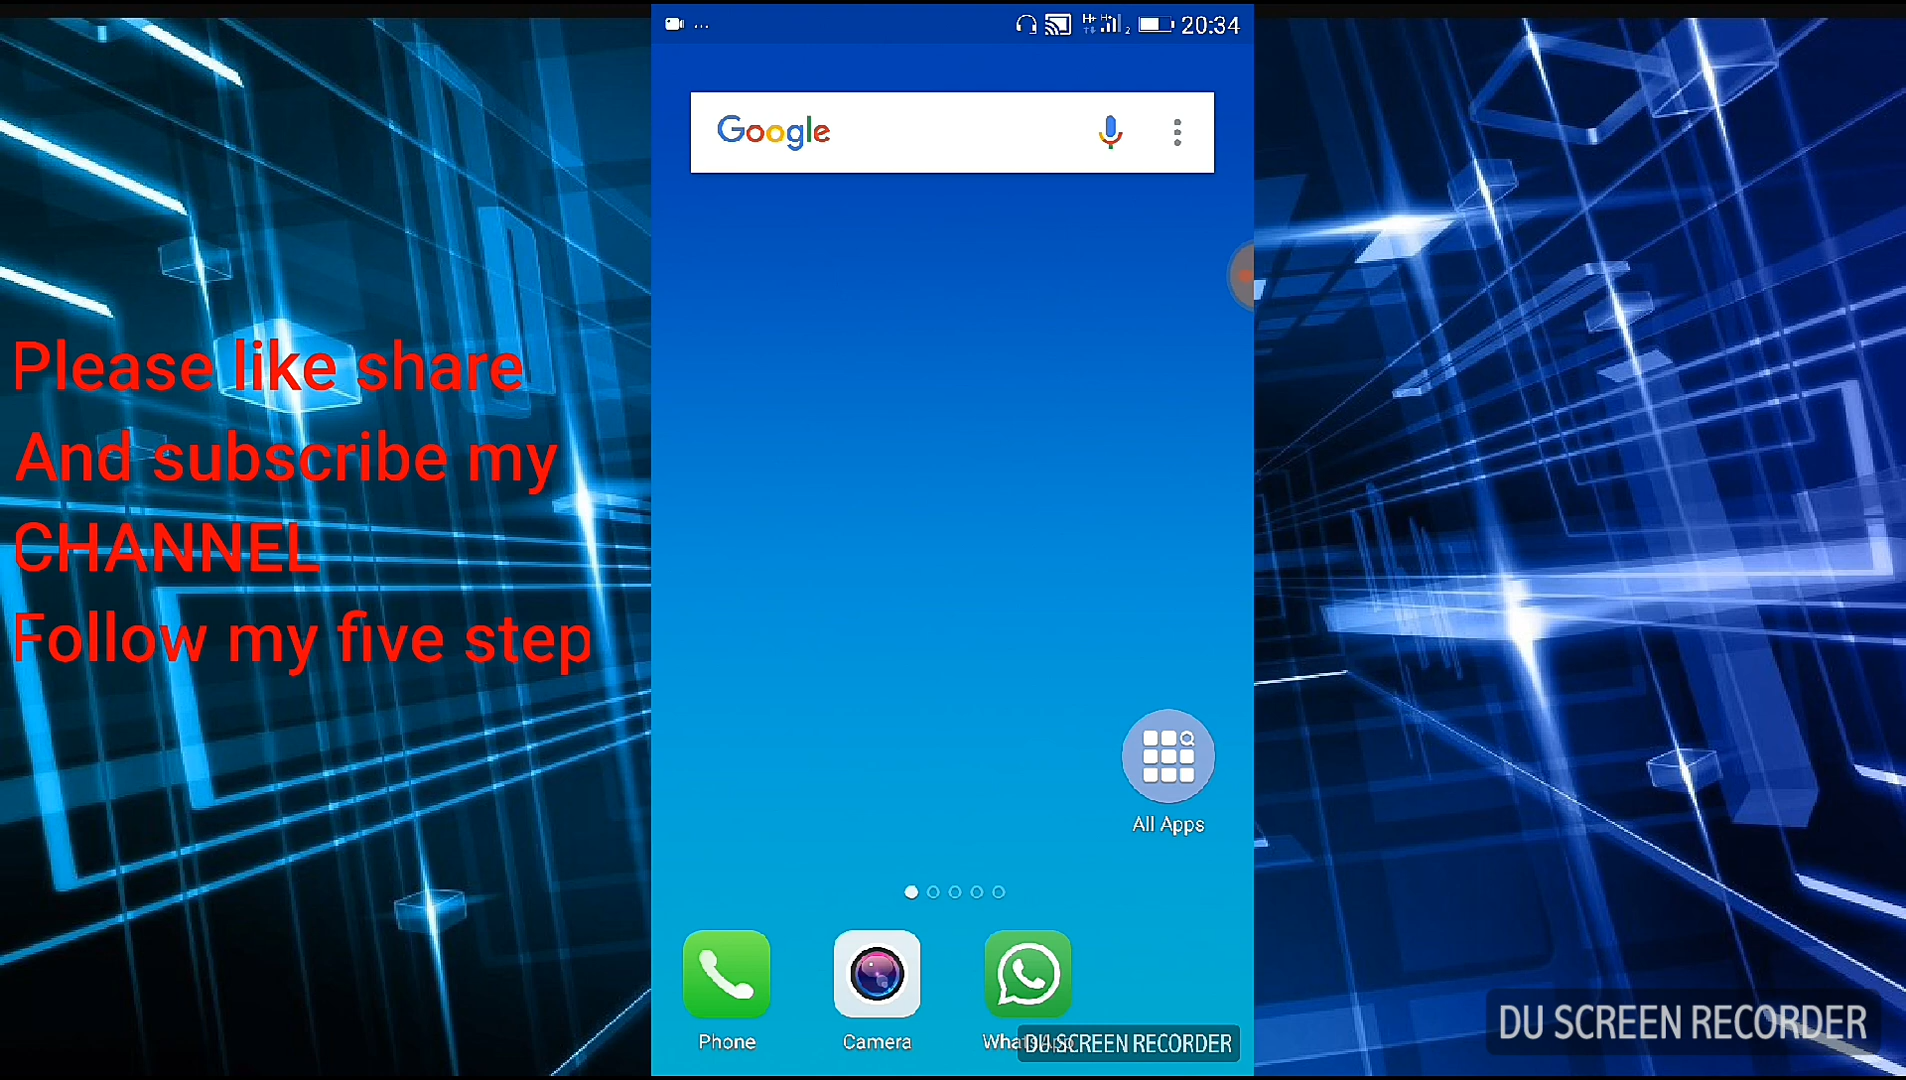 20:34
Google
Please like share
And subscribe my
CHANNEL
Follow my five step
All Apps
Phone
Camera
WhatsApp
DU SCREEN RECORDER
DU SCREEN RECORDER